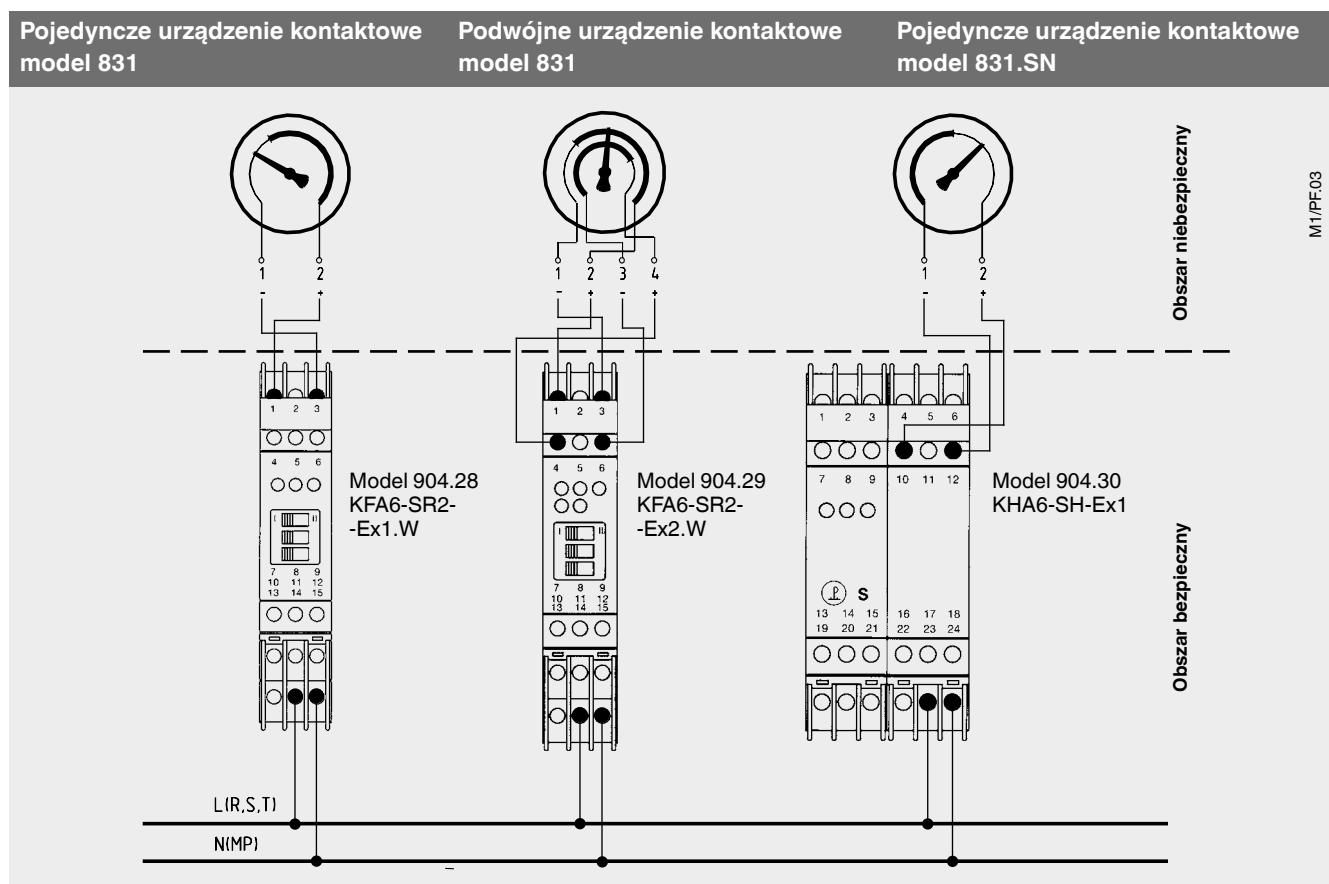 Pojedyncze urządzenie kontaktowe
model 831
Podwójne urządzenie kontaktowe
model 831
Pojedyncze urządzenie kontaktowe
model 831.SN
Obszar niebezpieczny
M1/PF.03
1 2
- +
1 2 3 4
- + - +
1 2
- +
1 2 3
4 5 6
I II
7 8 9
10 11 12
13 14 15
Model 904.28
KFA6-SR2-
-Ex1.W
1 2 3
4 5 6
I II
7 8 9
10 11 12
13 14 15
Model 904.29
KFA6-SR2-
-Ex2.W
1 2 3 4 5 6
7 8 9 10 11 12
S
13 14 15 16 17 18
19 20 21 22 23 24
Model 904.30
KHA6-SH-Ex1
Obszar bezpieczny
L(R,S,T)
N(MP)